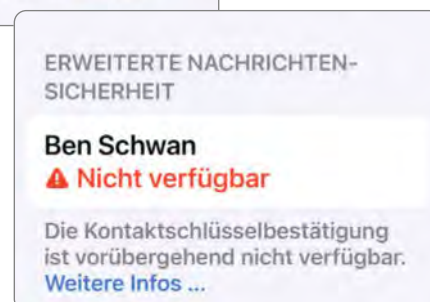 ERWEITERTE NACHRICHTEN-
SICHERHEIT
Ben Schwan
Nicht verfügbar
Die Kontaktschlüsselbestätigung
ist vorübergehend nicht verfügbar.
Weitere Infos ...